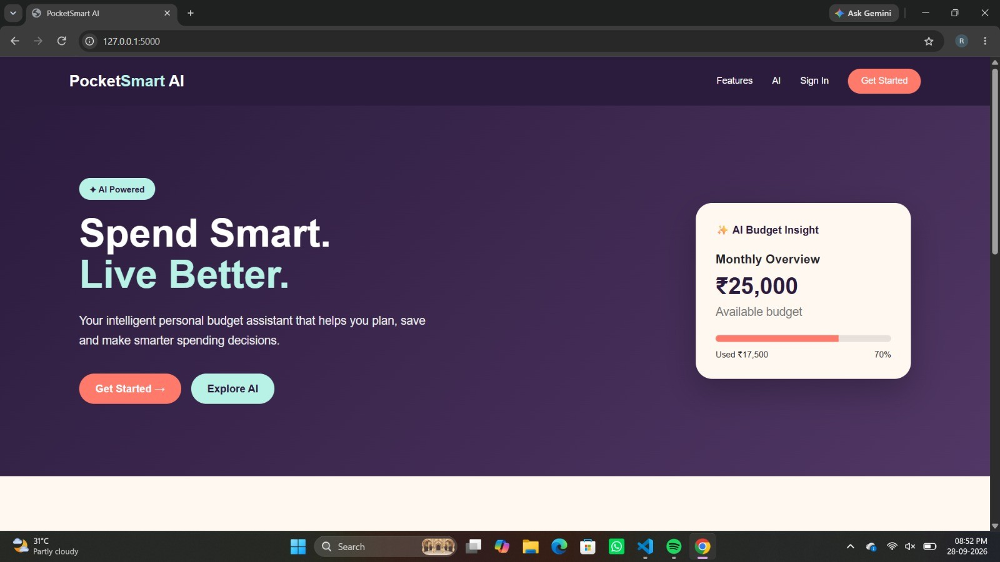 PocketSmart AI
Ask Gemini
127.0.0.1:5000
R
PocketSmart AI
Features
AI
Sign In
Get Started
✦ AI Powered
Spend Smart.
Live Better.
Your intelligent personal budget assistant that helps you plan, save
and make smarter spending decisions.
Get Started →
Explore AI
✨ AI Budget Insight
Monthly Overview
₹25,000
Available budget
Used ₹17,500
70%
31°C
Partly cloudy
Search
08:52 PM
28-09-2026